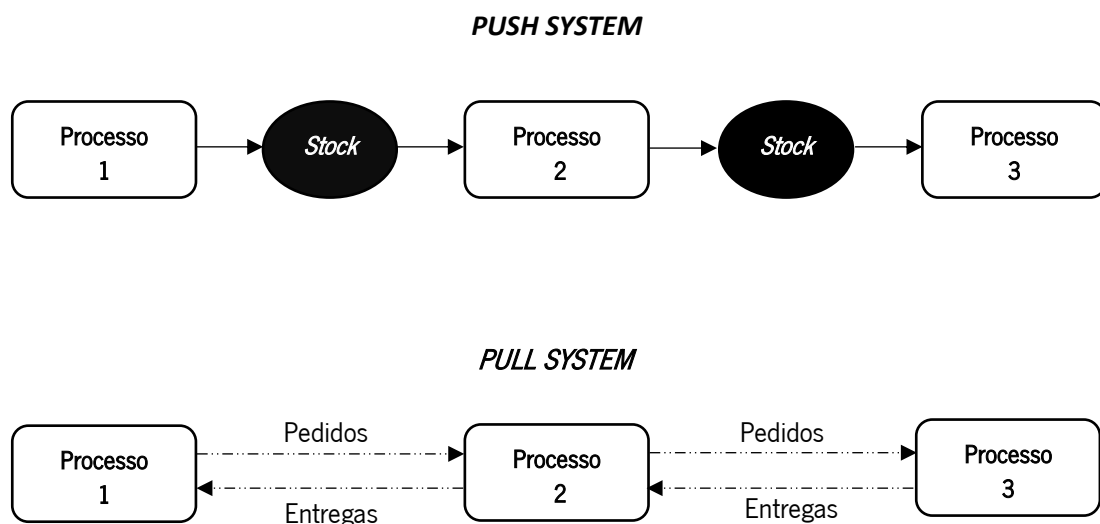 PUSH SYSTEM
Processo
1
Stock
Processo
2
Stock
Processo
3
PULL SYSTEM
Processo
1
Pedidos
Entregas
Processo
2
Pedidos
Entregas
Processo
3